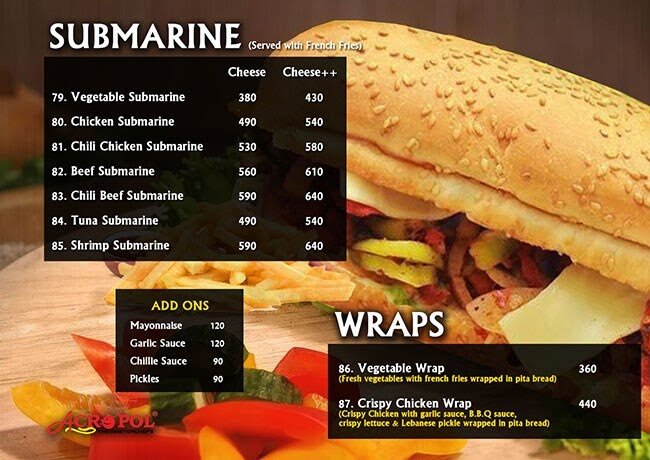 SUBMARINE (Served with French Fries)
Cheese Cheese++
79. Vegetable Submarine 380 430
80. Chicken Submarine 490 540
81. Chili Chicken Submarine 530 580
82. Beef Submarine 560 610
83. Chili Beef Submarine 590 640
84. Tuna Submarine 490 540
85. Shrimp Submarine 590 640
ADD ONS
Mayonnaise 120
Garlic Sauce 120
Chillie Sauce 90
Pickles 90
WRAPS
86. Vegetable Wrap 360
(Fresh vegetables with french fries wrapped in pita bread)
87. Crispy Chicken Wrap 440
(Crispy Chicken with garlic sauce, B.B.Q sauce,
crispy lettuce & Lebanese pickle wrapped in pita bread)
ACROPOL®